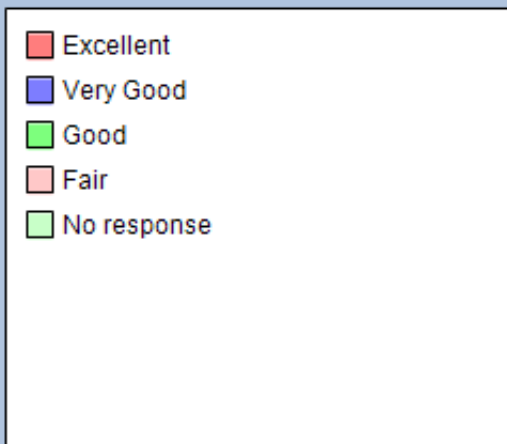 Excellent
Very Good
Good
Fair
No response